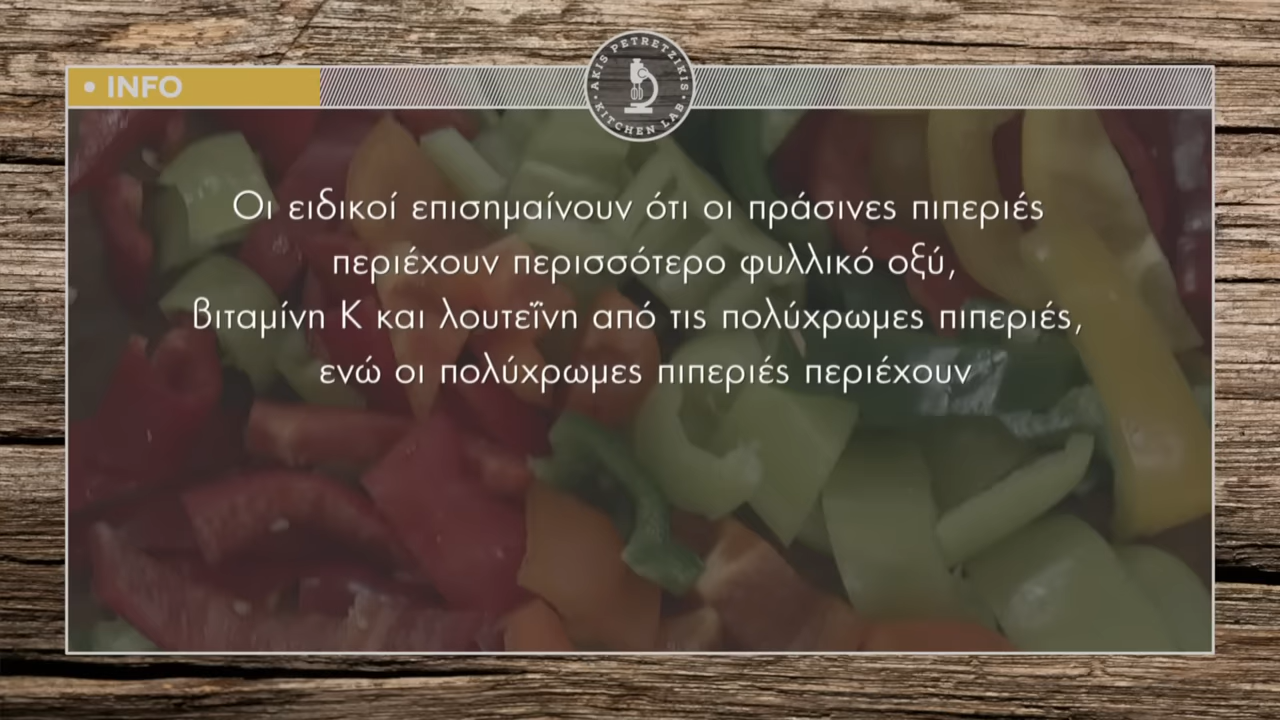 • INFO
AKIS PETRETZIKIS
• KITCHEN LAB •
Οι ειδικοί επισημαίνουν ότι οι πράσινες πιπεριές
περιέχουν περισσότερο φυλλικό οξύ,
βιταμίνη Κ και λουτεΐνη από τις πολύχρωμες πιπεριές,
ενώ οι πολύχρωμες πιπεριές περιέχουν